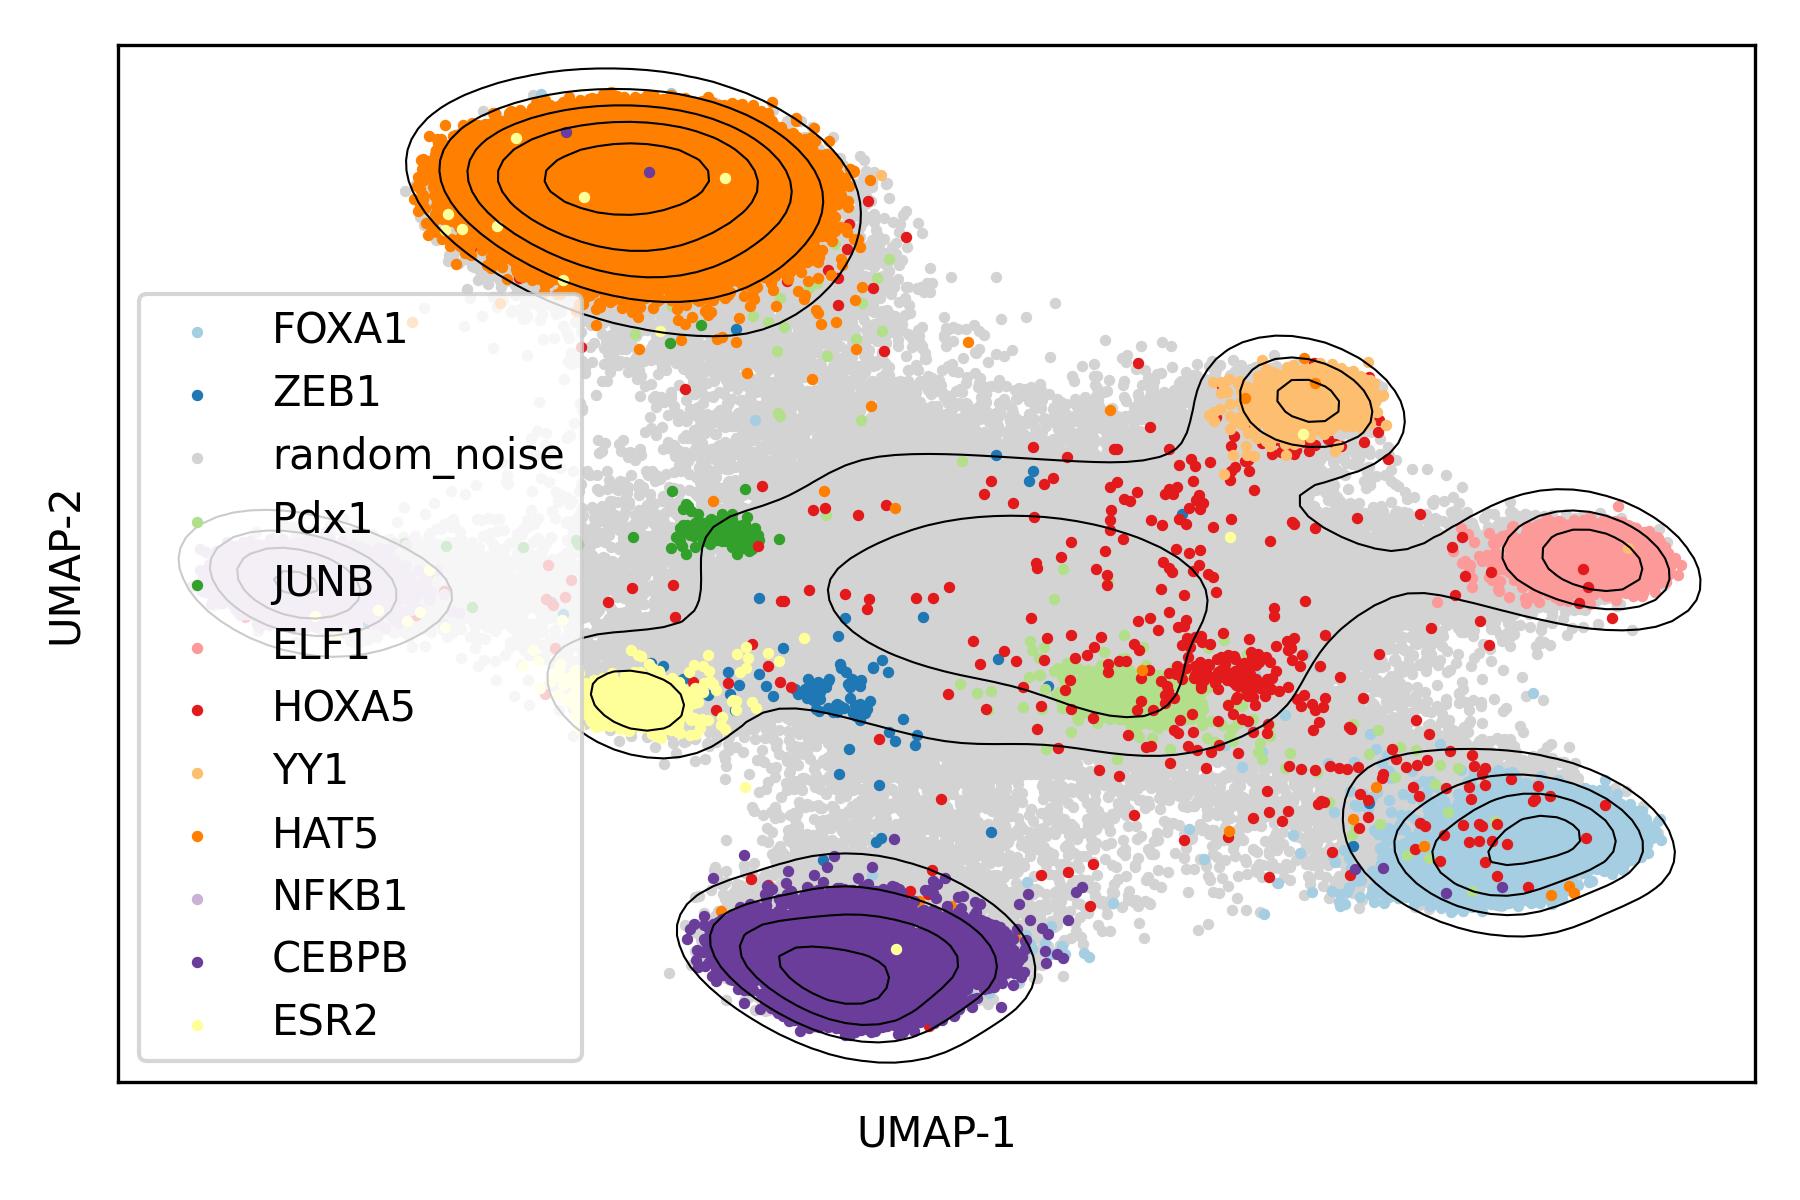 FOXA1
ZEB1
random_noise
Pdx1
JUNB
ELF1
HOXA5
YY1
HAT5
NFKB1
CEBPB
ESR2
UMAP-2
UMAP-1